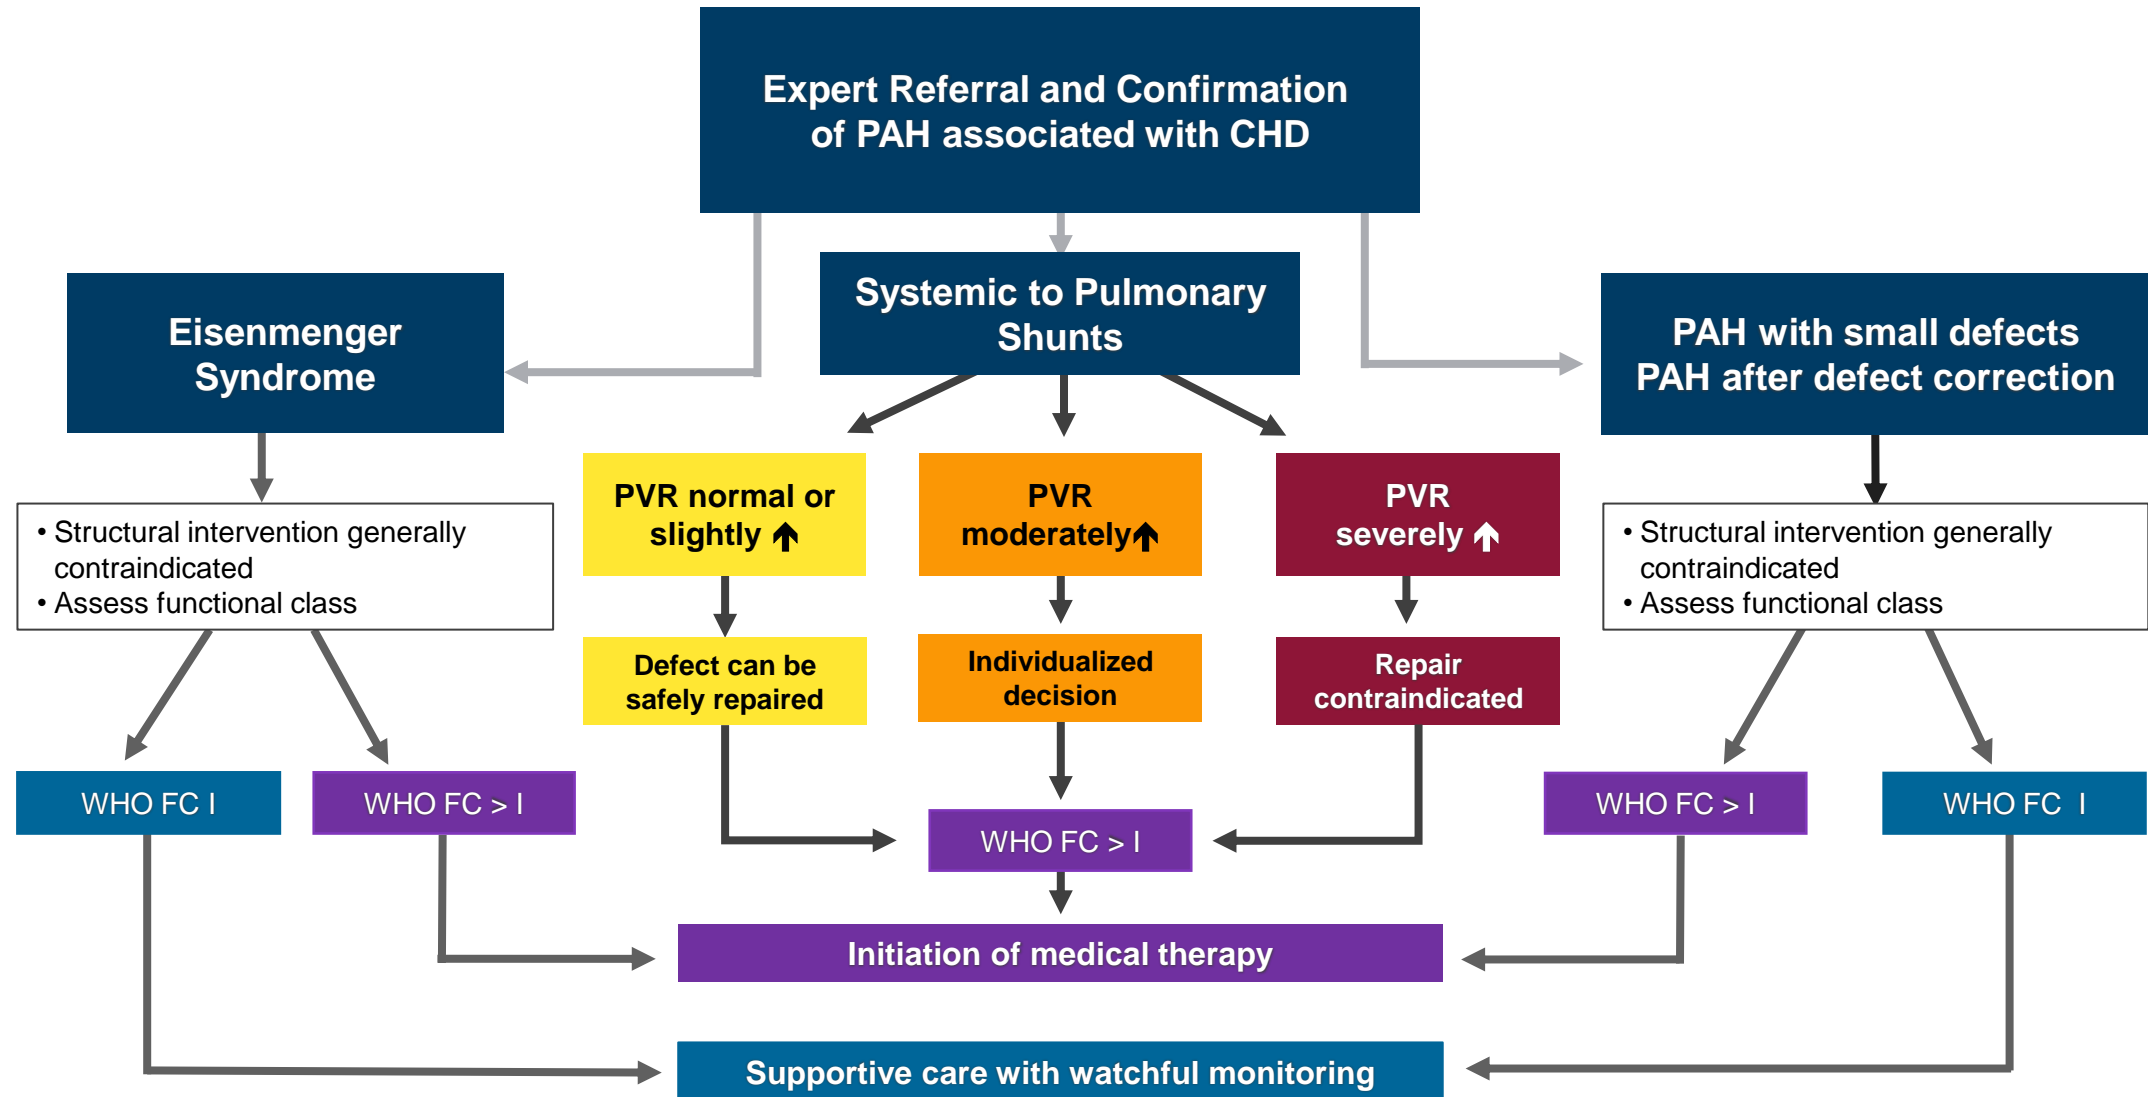 Expert Referral and Confirmation
of PAH associated with CHD
Eisenmenger
Syndrome
Systemic to Pulmonary
Shunts
PAH with small defects
PAH after defect correction
• Structural intervention generally
contraindicated
• Assess functional class
PVR normal or
slightly ↑
PVR
moderately↑
PVR
severely ↑
• Structural intervention generally
contraindicated
• Assess functional class
Defect can be
safely repaired
Individualized
decision
Repair
contraindicated
WHO FC I
WHO FC > I
WHO FC > I
WHO FC > I
WHO FC I
Initiation of medical therapy
Supportive care with watchful monitoring